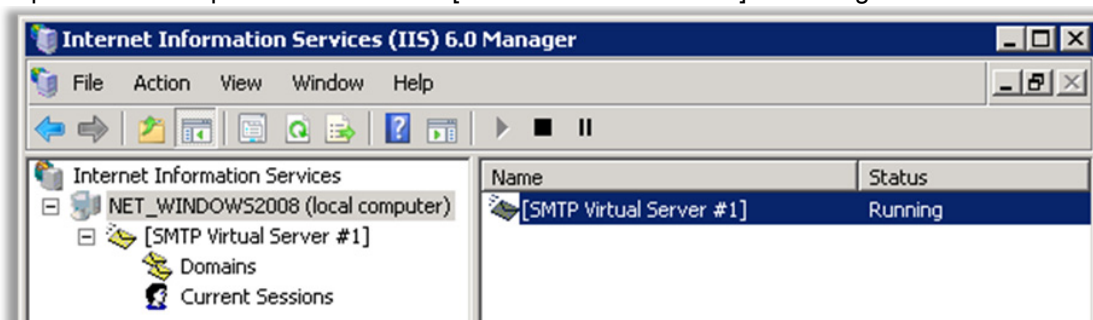 Internet Information Services (IIS) 6.0 Manager
File Action View Window Help
Internet Information Services
NET_WINDOWS2008 (local computer)
[SMTP Virtual Server #1]
Domains
Current Sessions
Name Status
[SMTP Virtual Server #1] Running